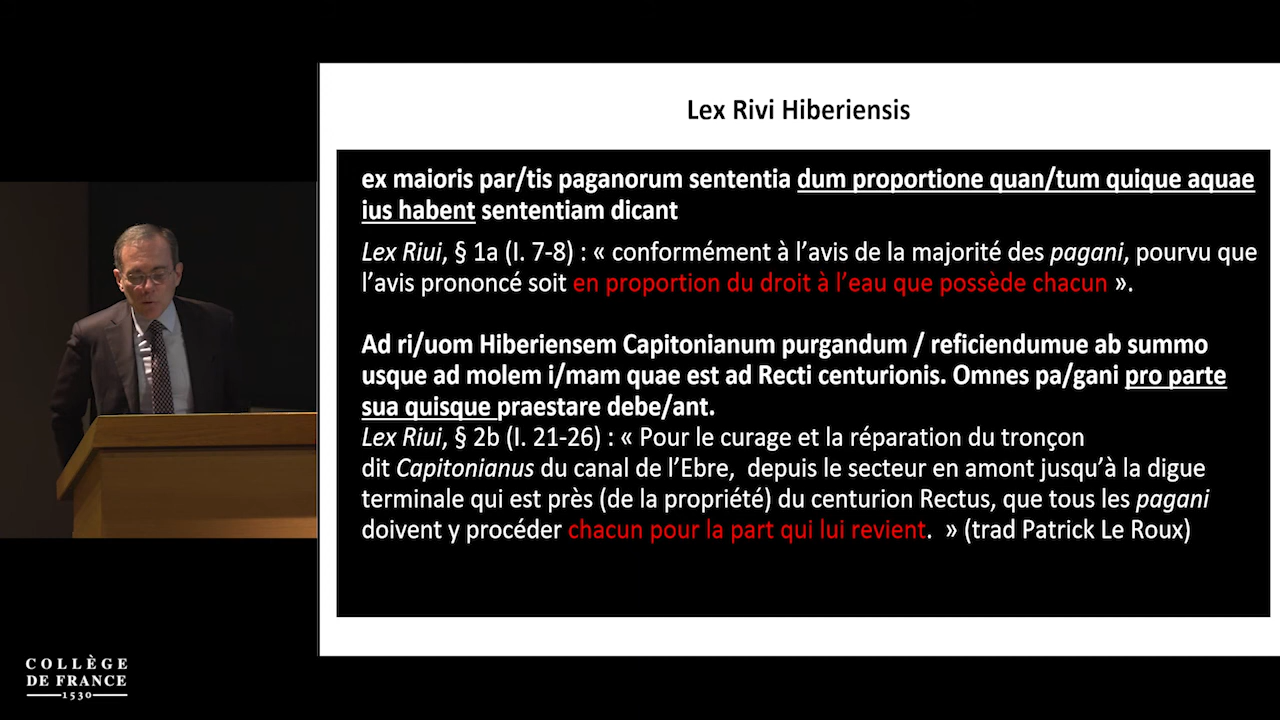 Lex Rivi Hiberiensis
ex maioris par/tis paganorum sententia dum proportione quan/tum quique aquae
ius habent sententiam dicant
Lex Riui, § 1a (I. 7-8) : « conformément à l’avis de la majorité des pagani, pourvu que
l’avis prononcé soit en proportion du droit à l’eau que possède chacun ».
Ad ri/uom Hiberiensem Capitonianum purgandum / reficiendumue ab summo
usque ad molem i/mam quae est ad Recti centurionis. Omnes pa/gani pro parte
sua quisque praestare debe/ant.
Lex Riui, § 2b (I. 21-26) : « Pour le curage et la réparation du tronçon
dit Capitonianus du canal de l’Ebre, depuis le secteur en amont jusqu’à la digue
terminale qui est près (de la propriété) du centurion Rectus, que tous les pagani
doivent y procéder chacun pour la part qui lui revient. » (trad Patrick Le Roux)
COLLÈGE
DE FRANCE
1530